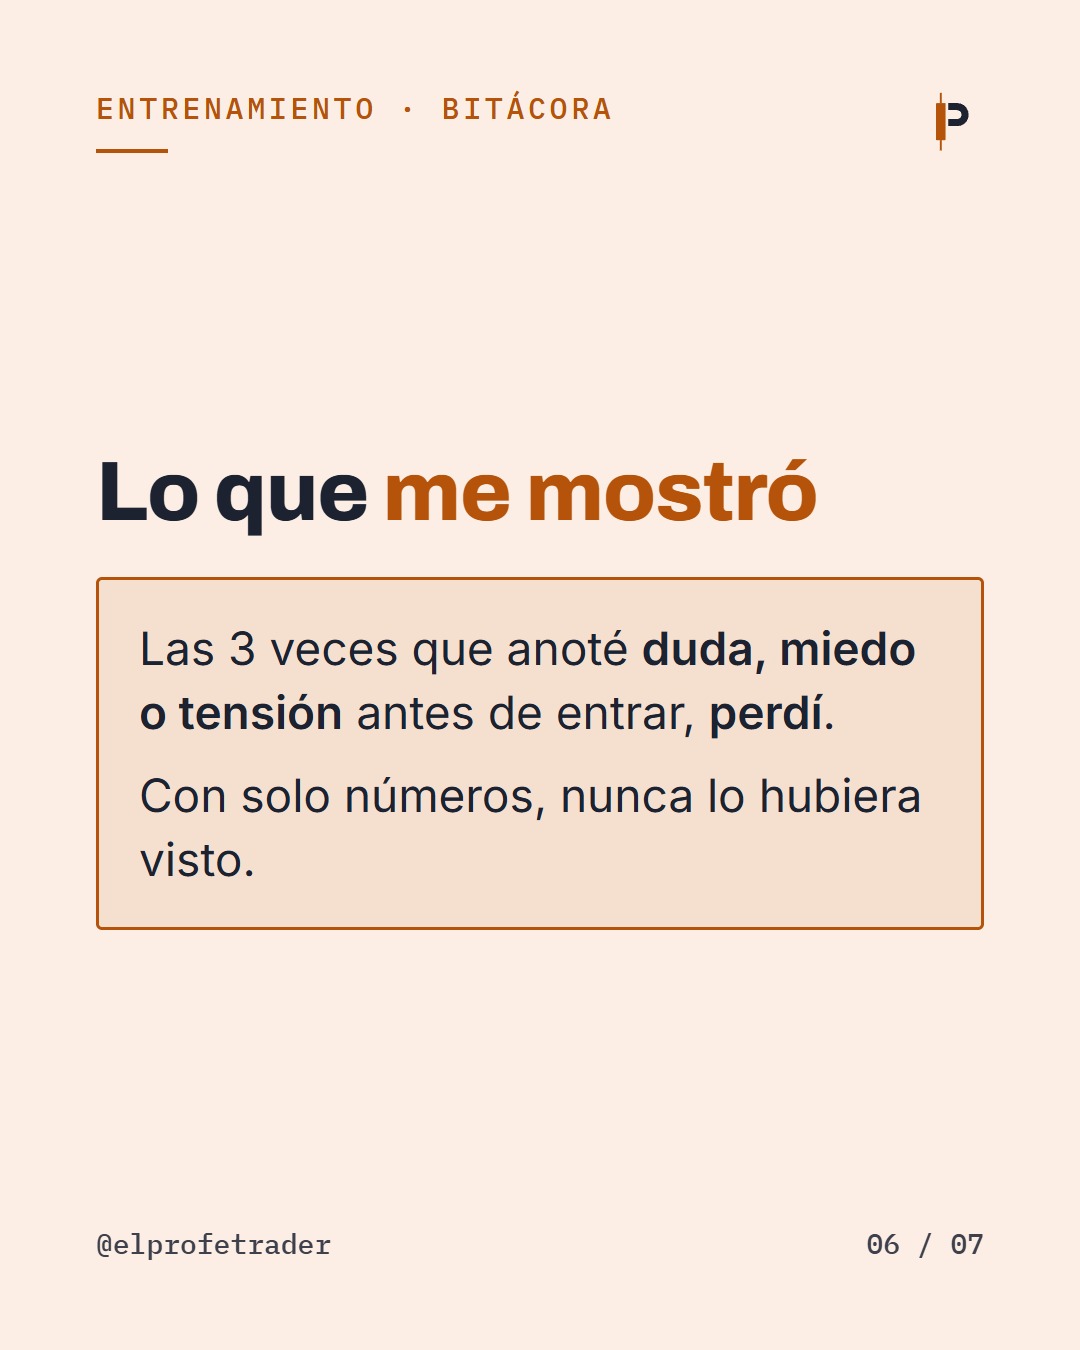 ENTRENAMIENTO · BITÁCORA
Lo que me mostró
Las 3 veces que anoté duda, miedo
o tensión antes de entrar, perdí.
Con solo números, nunca lo hubiera
visto.
@elprofetrader
06 / 07